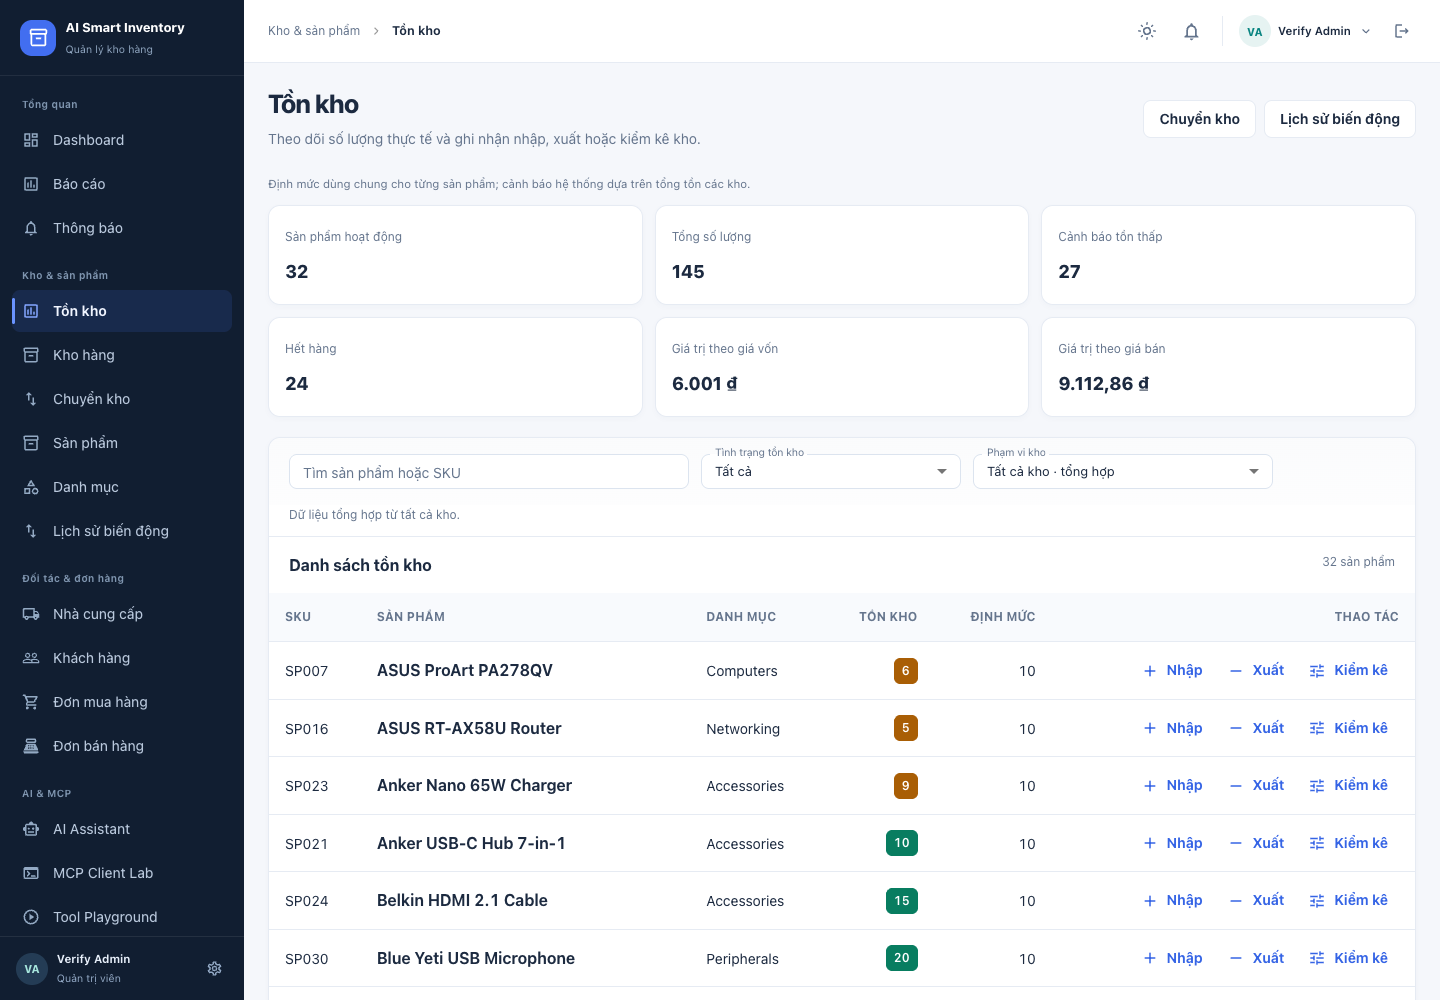 AI Smart Inventory
Quản lý kho hàng
Tổng quan
Dashboard
Báo cáo
Thông báo
Kho & sản phẩm
Tồn kho
Kho hàng
Chuyển kho
Sản phẩm
Danh mục
Lịch sử biến động
Đối tác & đơn hàng
Nhà cung cấp
Khách hàng
Đơn mua hàng
Đơn bán hàng
AI & MCP
AI Assistant
MCP Client Lab
Tool Playground
VA Verify Admin
Quản trị viên
Kho & sản phẩm > Tồn kho
VA Verify Admin
Tồn kho
Theo dõi số lượng thực tế và ghi nhận nhập, xuất hoặc kiểm kê kho.
Chuyển kho Lịch sử biến động
Định mức dùng chung cho từng sản phẩm; cảnh báo hệ thống dựa trên tổng tồn các kho.
Sản phẩm hoạt động
32
Tổng số lượng
145
Cảnh báo tồn thấp
27
Hết hàng
24
Giá trị theo giá vốn
6.001 ₫
Giá trị theo giá bán
9.112,86 ₫
Tìm sản phẩm hoặc SKU
Tình trạng tồn kho
Tất cả
Phạm vi kho
Tất cả kho · tổng hợp
Dữ liệu tổng hợp từ tất cả kho.
Danh sách tồn kho 32 sản phẩm
SKU SẢN PHẨM DANH MỤC TỒN KHO ĐỊNH MỨC THAO TÁC
SP007 ASUS ProArt PA278QV Computers 6 10 Nhập Xuất Kiểm kê
SP016 ASUS RT-AX58U Router Networking 5 10 Nhập Xuất Kiểm kê
SP023 Anker Nano 65W Charger Accessories 9 10 Nhập Xuất Kiểm kê
SP021 Anker USB-C Hub 7-in-1 Accessories 10 10 Nhập Xuất Kiểm kê
SP024 Belkin HDMI 2.1 Cable Accessories 15 10 Nhập Xuất Kiểm kê
SP030 Blue Yeti USB Microphone Peripherals 20 10 Nhập Xuất Kiểm kê